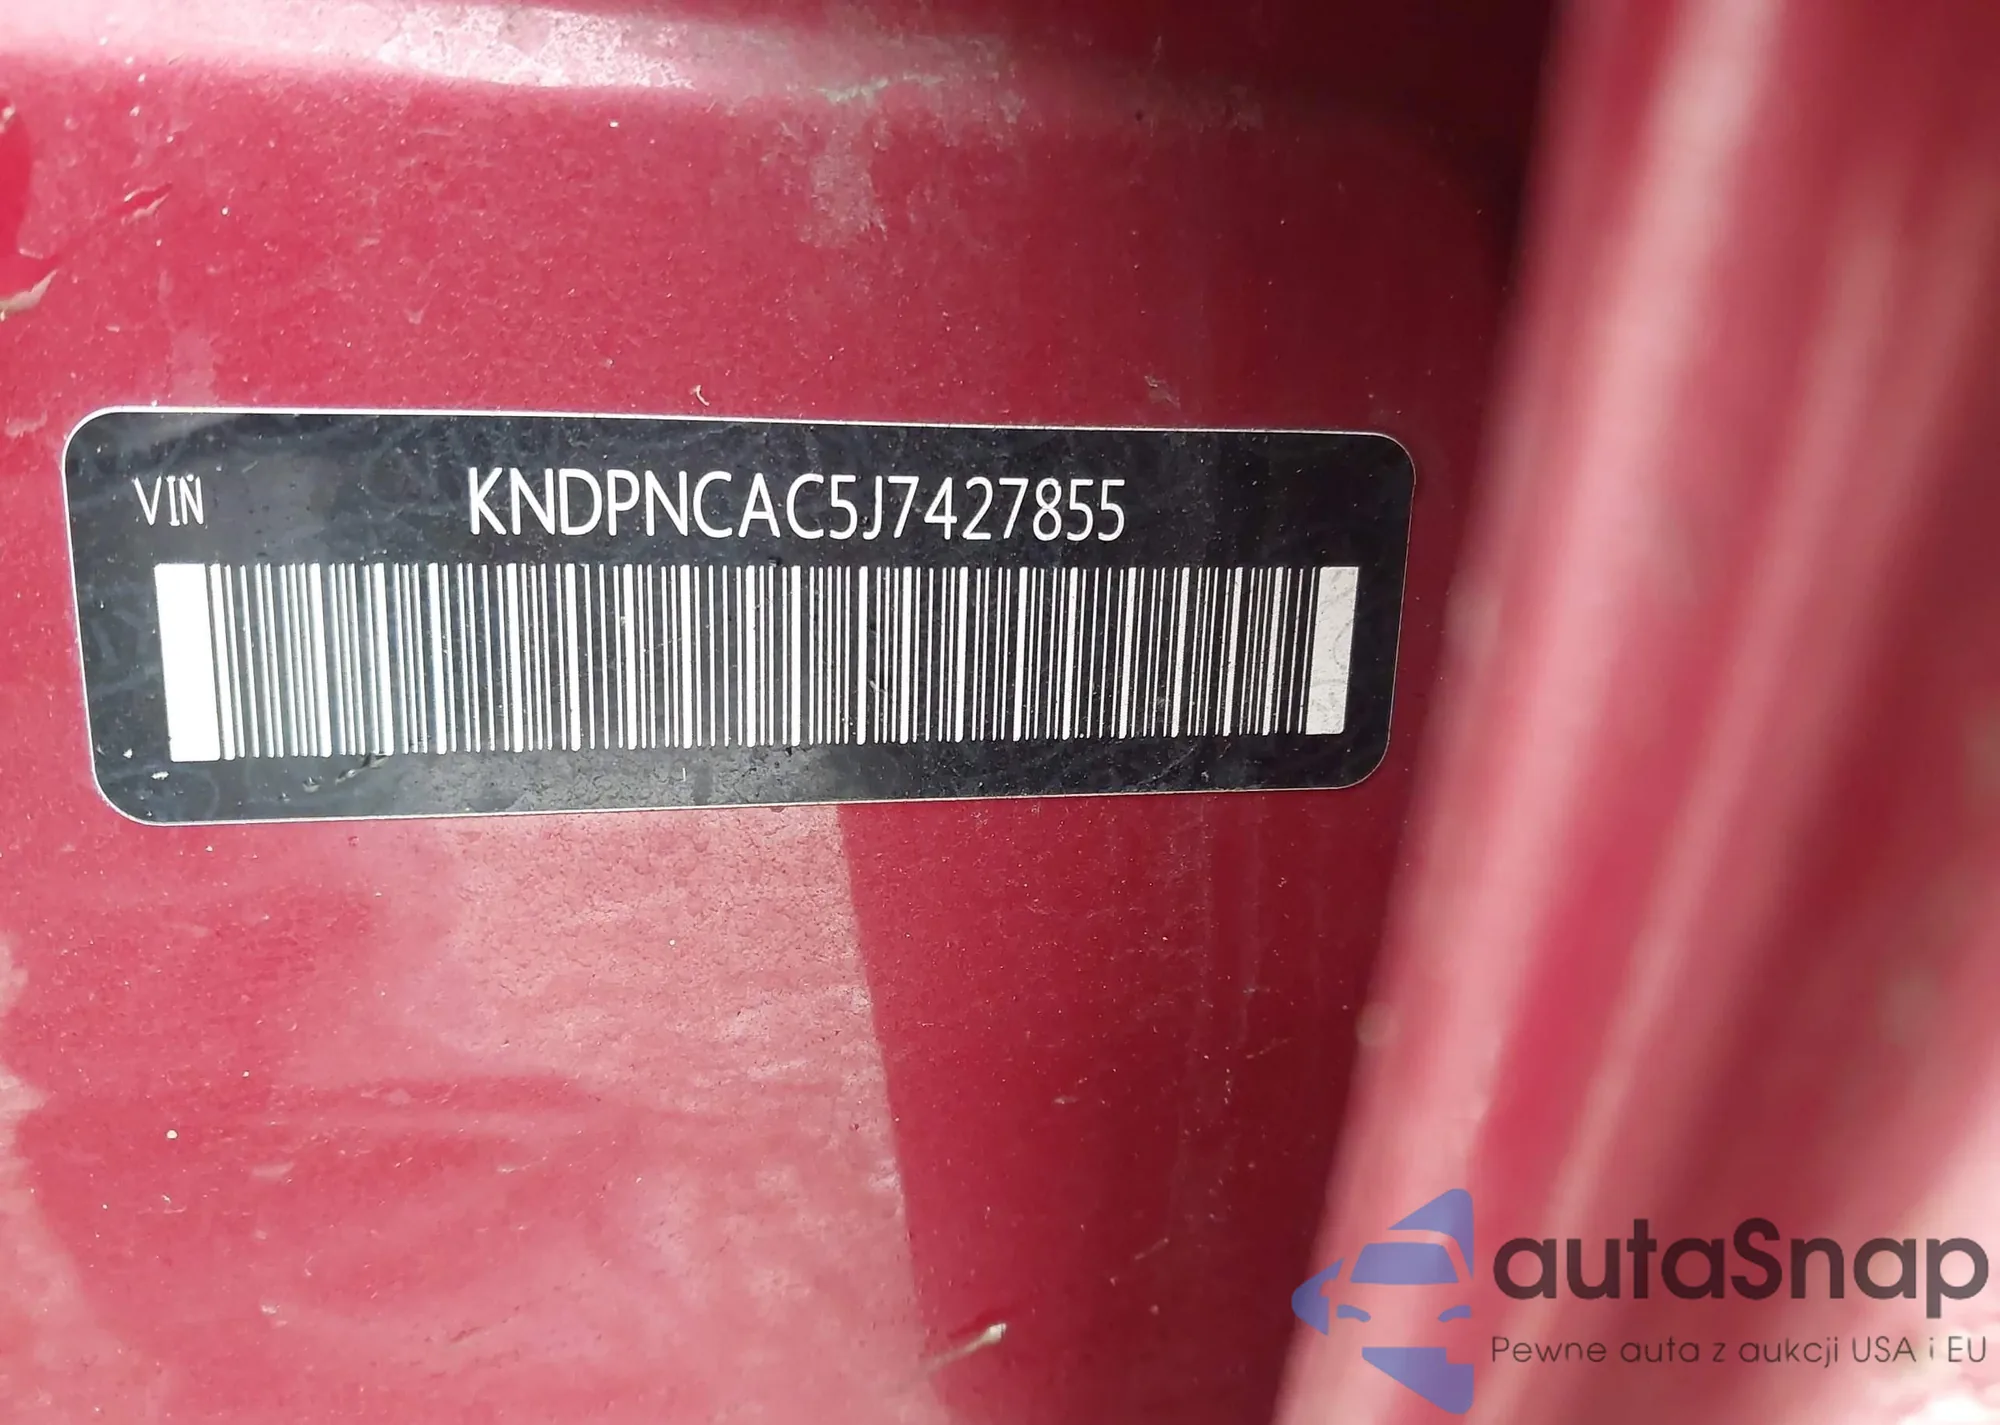 VIN KNDPNCAC5J7427855
autaSnap
Pewne auta z aukcji USA i EU